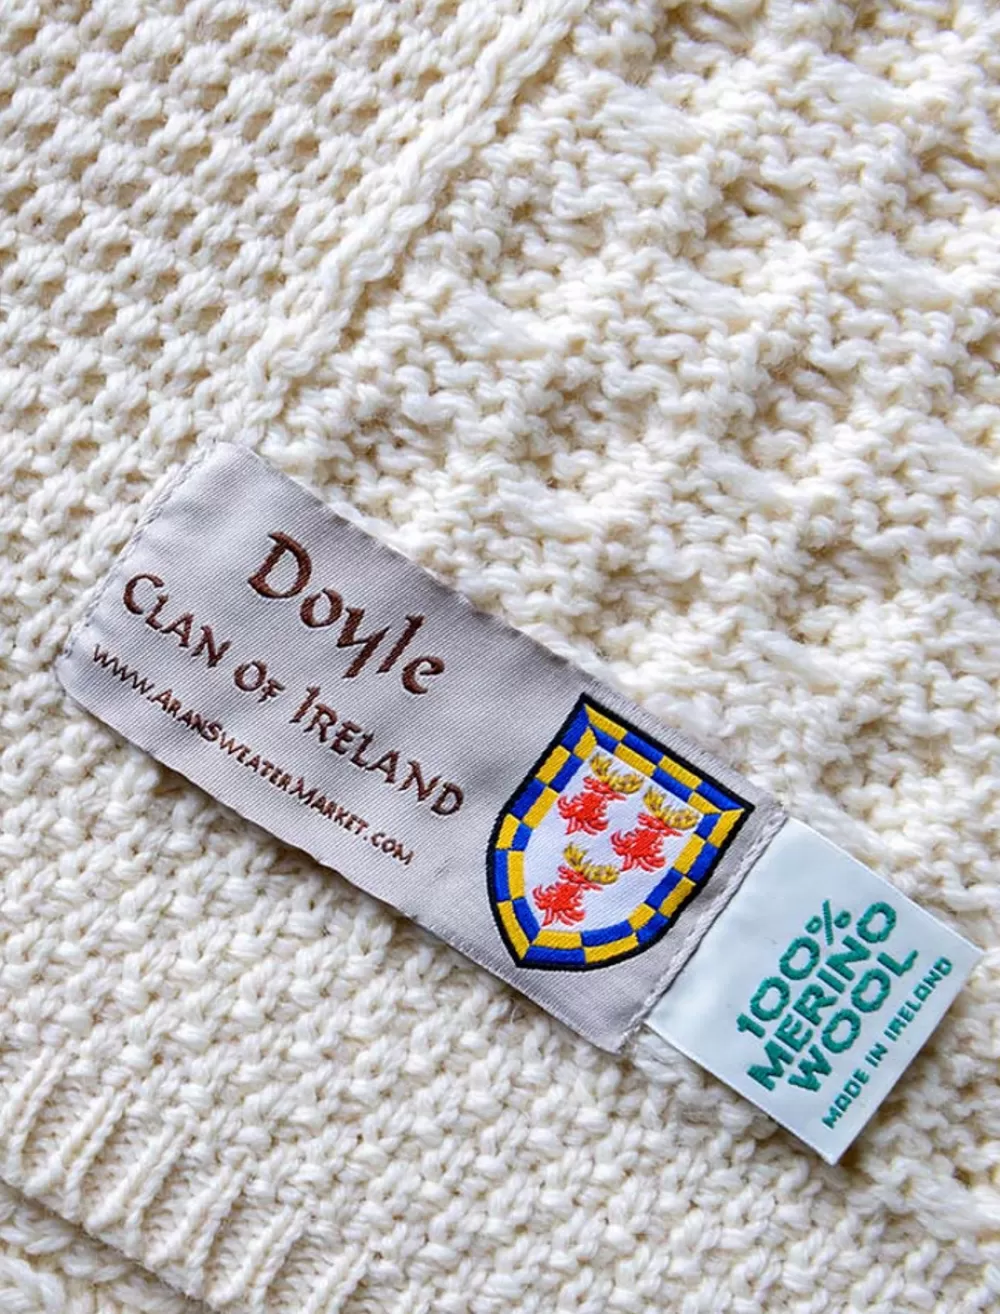 Doyle
Clan of Ireland
www.AranSweaterMarket.com
100%
MERINO
WOOL
MADE IN IRELAND